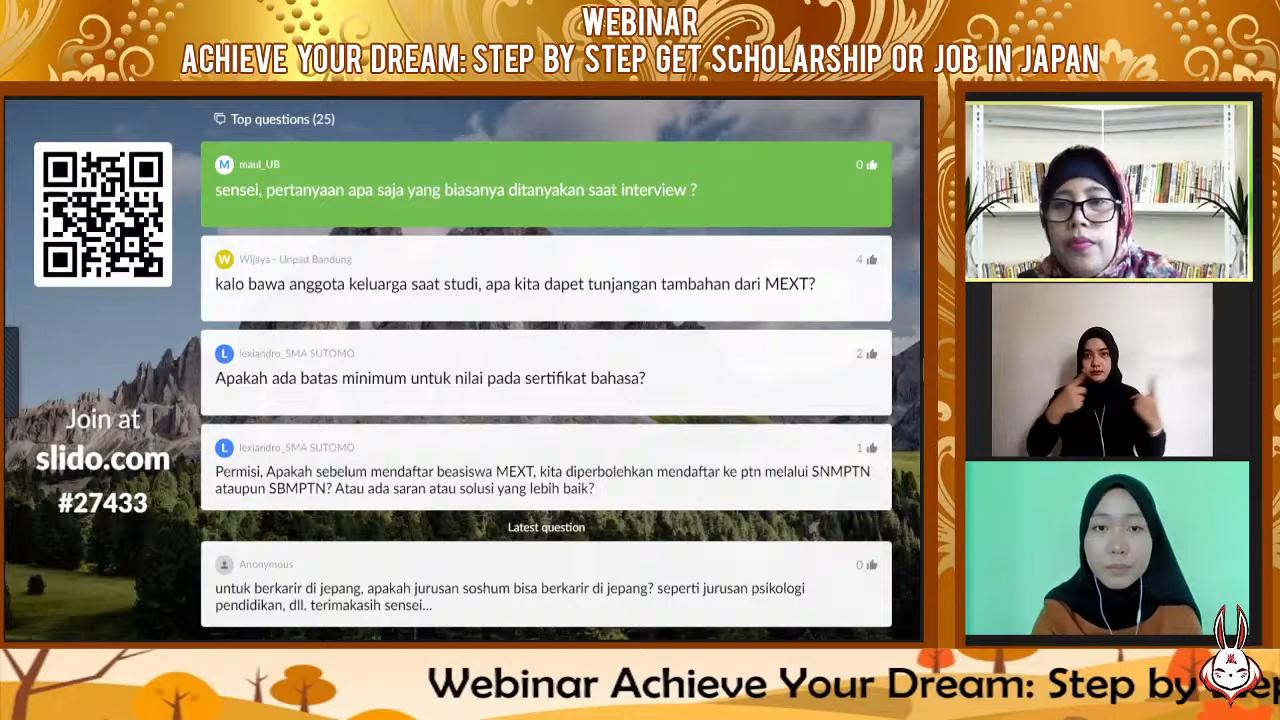 WEBINAR
ACHIEVE YOUR DREAM: STEP BY STEP GET SCHOLARSHIP OR JOB IN JAPAN
Top questions (25)
M maul_UB 0
sensei, pertanyaan apa saja yang biasanya ditanyakan saat interview ?
W Wijaya - Unpad Bandung 4
kalo bawa anggota keluarga saat studi, apa kita dapet tunjangan tambahan dari MEXT?
L lexiandro_SMA SUTOMO 2
Apakah ada batas minimum untuk nilai pada sertifikat bahasa?
L lexiandro_SMA SUTOMO 1
Permisi, Apakah sebelum mendaftar beasiswa MEXT, kita diperbolehkan mendaftar ke ptn melalui SNMPTN
ataupun SBMPTN? Atau ada saran atau solusi yang lebih baik?
Latest question
Anonymous 0
untuk berkarir di jepang, apakah jurusan soshum bisa berkarir di jepang? seperti jurusan psikologi
pendidikan, dll. terimakasih sensei...
Join at
slido.com
#27433
Webinar Achieve Your Dream: Step by